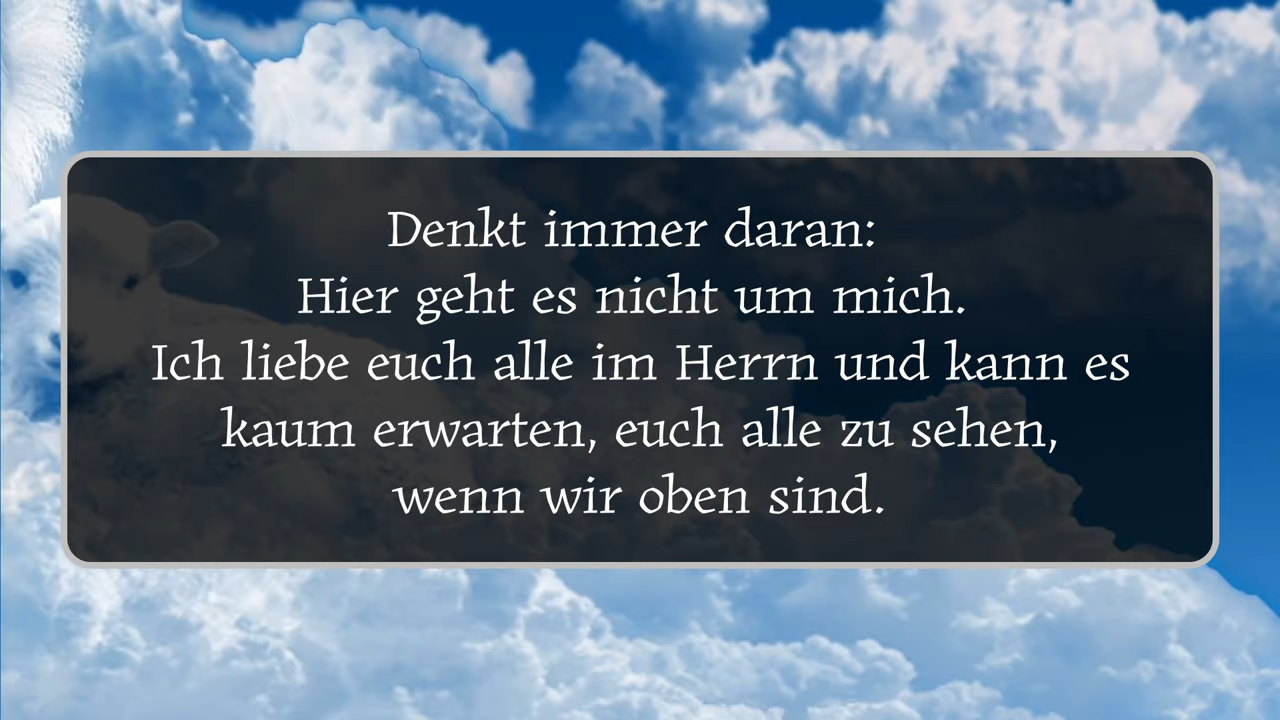 Denkt immer daran:
Hier geht es nicht um mich.
Ich liebe euch alle im Herrn und kann es
kaum erwarten, euch alle zu sehen,
wenn wir oben sind.